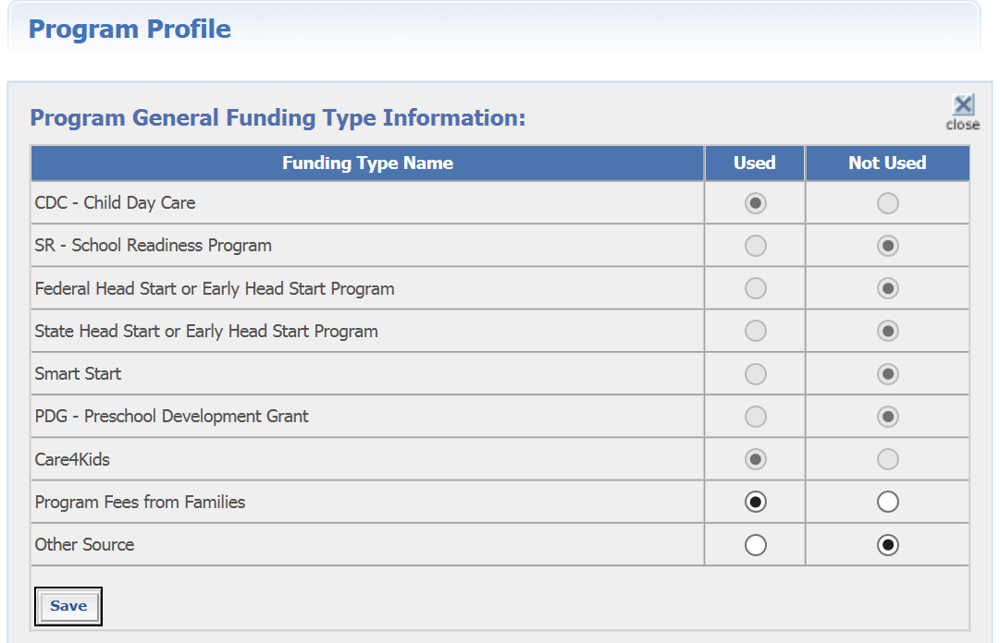 Program Profile
close
Program General Funding Type Information:
Funding Type Name Used Not Used
CDC - Child Day Care
SR - School Readiness Program
Federal Head Start or Early Head Start Program
State Head Start or Early Head Start Program
Smart Start
PDG - Preschool Development Grant
Care4Kids
Program Fees from Families
Other Source
Save